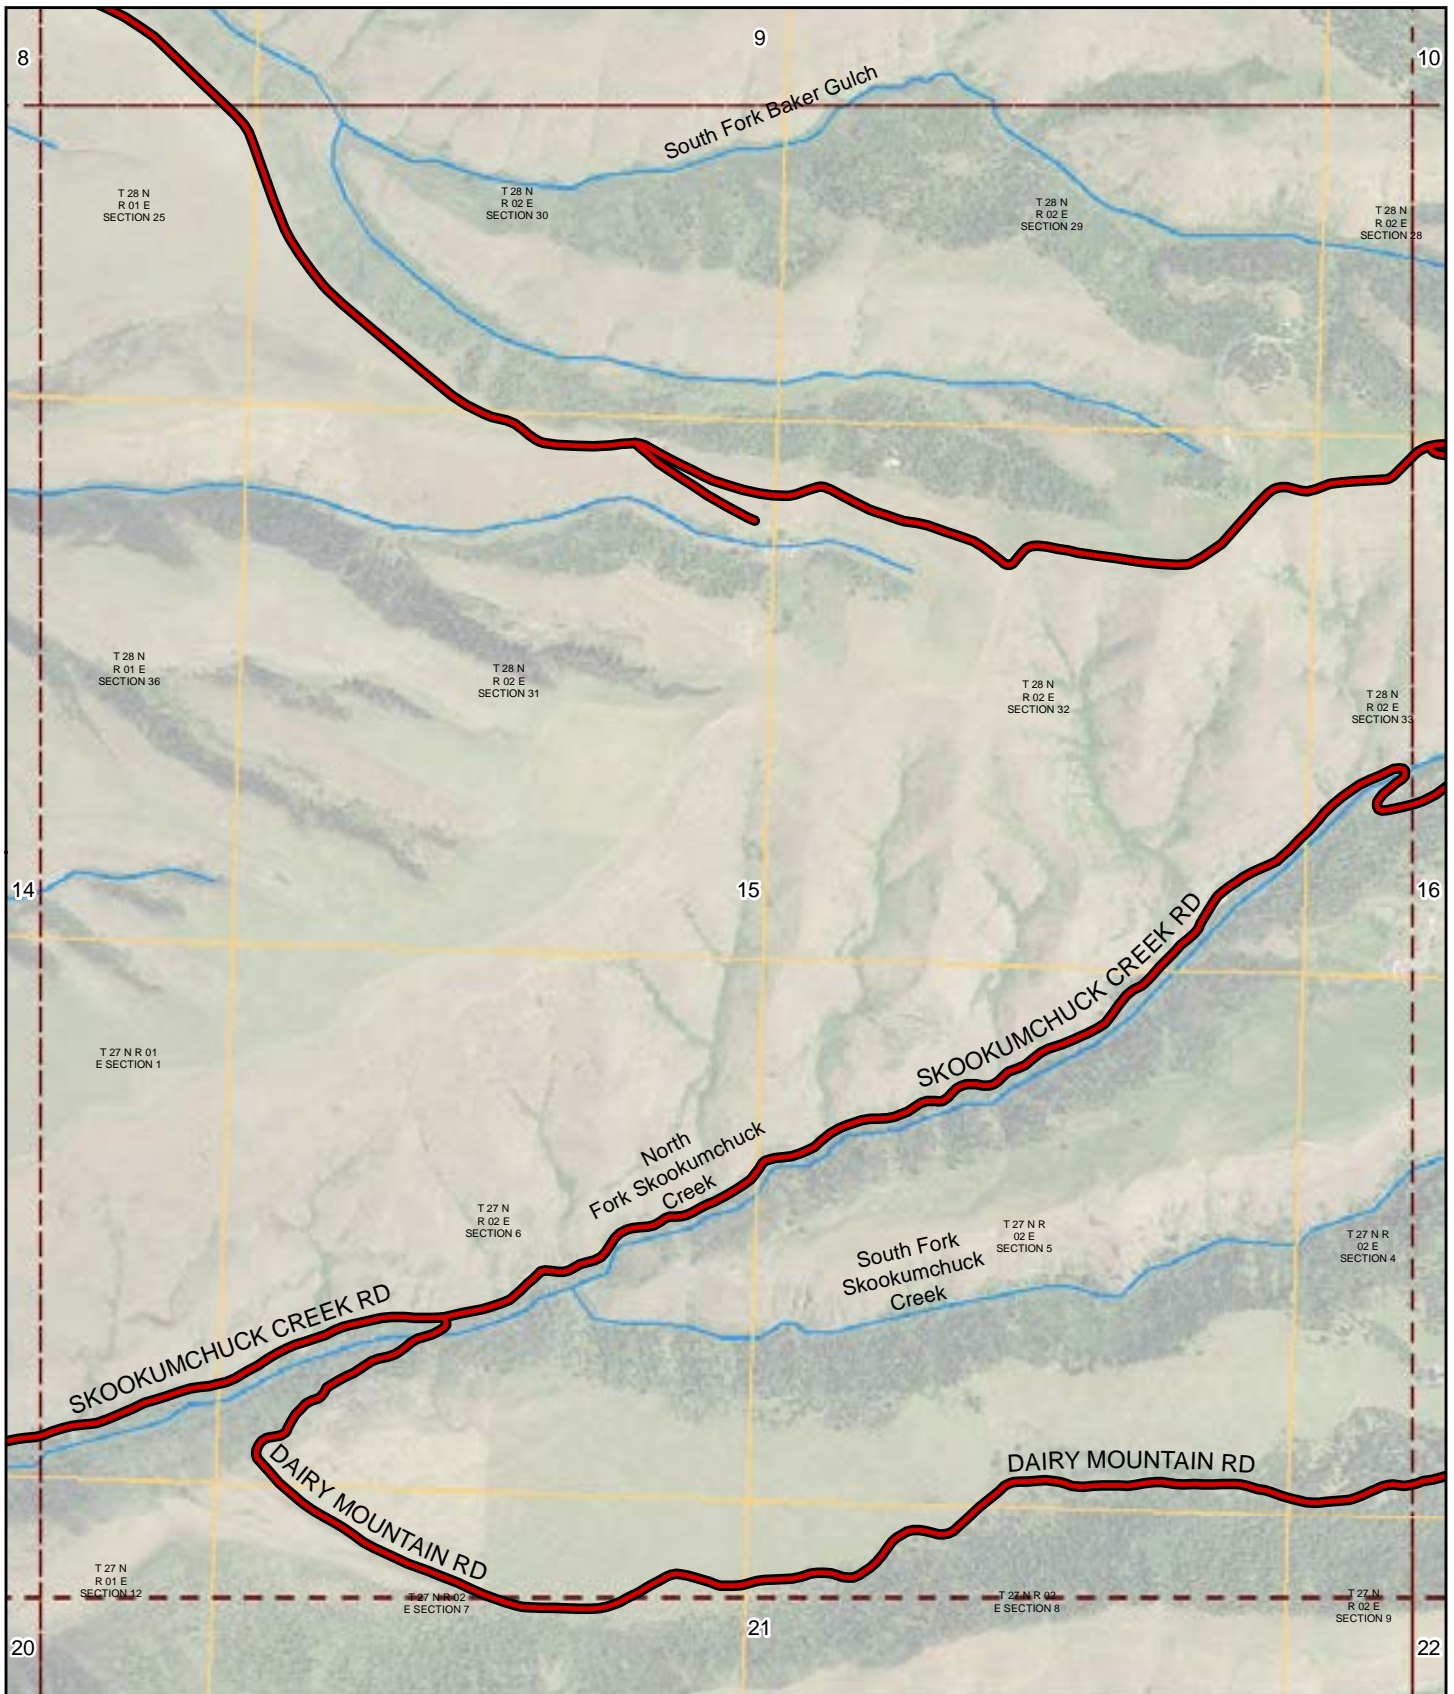 8
9
10
South Fork Baker Gulch
T 28 N
R 01 E
SECTION 25
T 28 N
R 02 E
SECTION 30
T 28 N
R 02 E
SECTION 29
T 28 N
R 02 E
SECTION 28
T 28 N
R 01 E
SECTION 36
T 28 N
R 02 E
SECTION 31
T 28 N
R 02 E
SECTION 32
T 28 N
R 02 E
SECTION 33
14
15
16
SKOOKUMCHUCK CREEK RD
T 27 N R 01
E SECTION 1
North
Fork Skookumchuck
Creek
T 27 N
R 02 E
SECTION 6
South Fork
Skookumchuck
Creek
T 27 N R
02 E
SECTION 5
T 27 N R
02 E
SECTION 4
SKOOKUMCHUCK CREEK RD
DAIRY MOUNTAIN RD
DAIRY MOUNTAIN RD
T 27 N
R 01 E
SECTION 12
T 27 N R 02
E SECTION 7
T 27 N R 02
E SECTION 8
T 27 N
R 02 E
SECTION 9
20
21
22